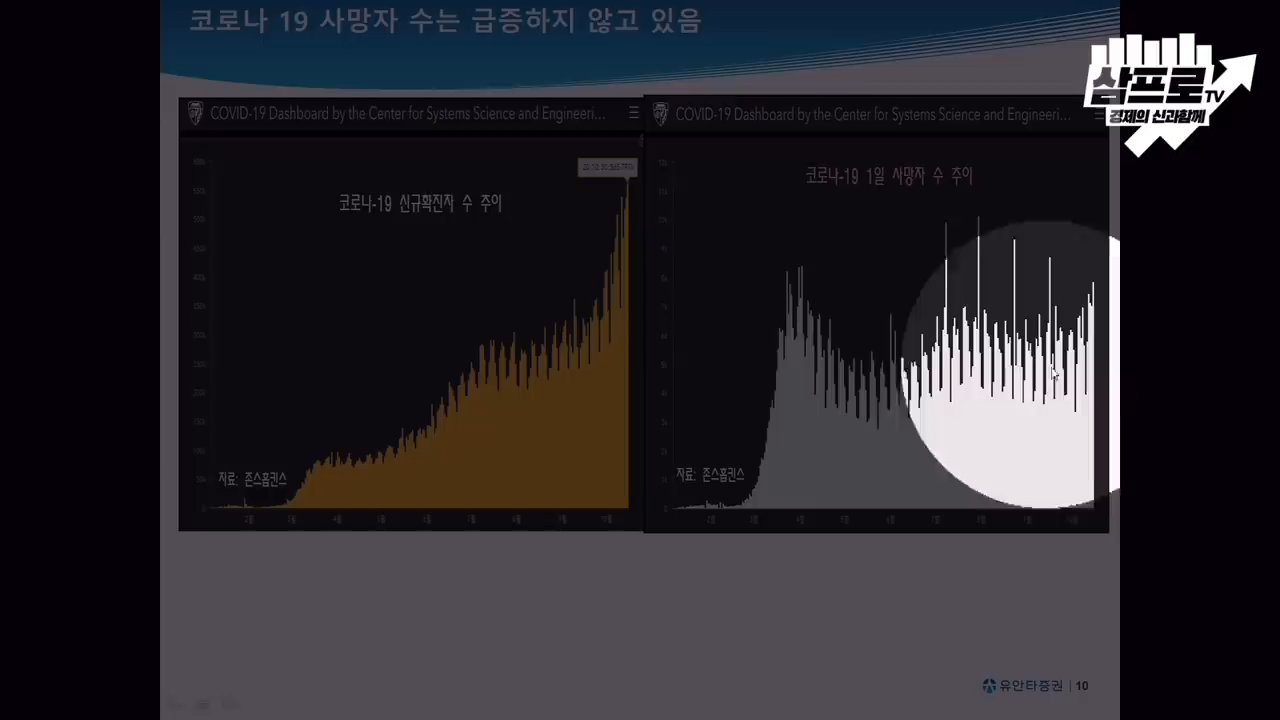 코로나 19 사망자 수는 급증하지 않고 있음
삼프로TV
경제의 신과함께
COVID-19 Dashboard by the Center for Systems Science and Engineeri...
COVID-19 Dashboard by the Center for Systems Science and Engineeri...
코로나-19 신규확진자 수 추이
코로나-19 1일 사망자 수 추이
자료: 존스홉킨스
자료: 존스홉킨스
유안타증권 | 10